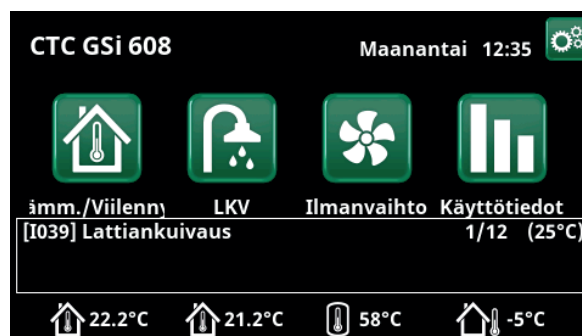 CTC GSi 608
Maanantai 12:35
ämm./Viilenny LKV Ilmanvaihto Käyttötiedot
[I039] Lattiankuivaus 1/12 (25°C)
22.2°C 21.2°C 58°C -5°C